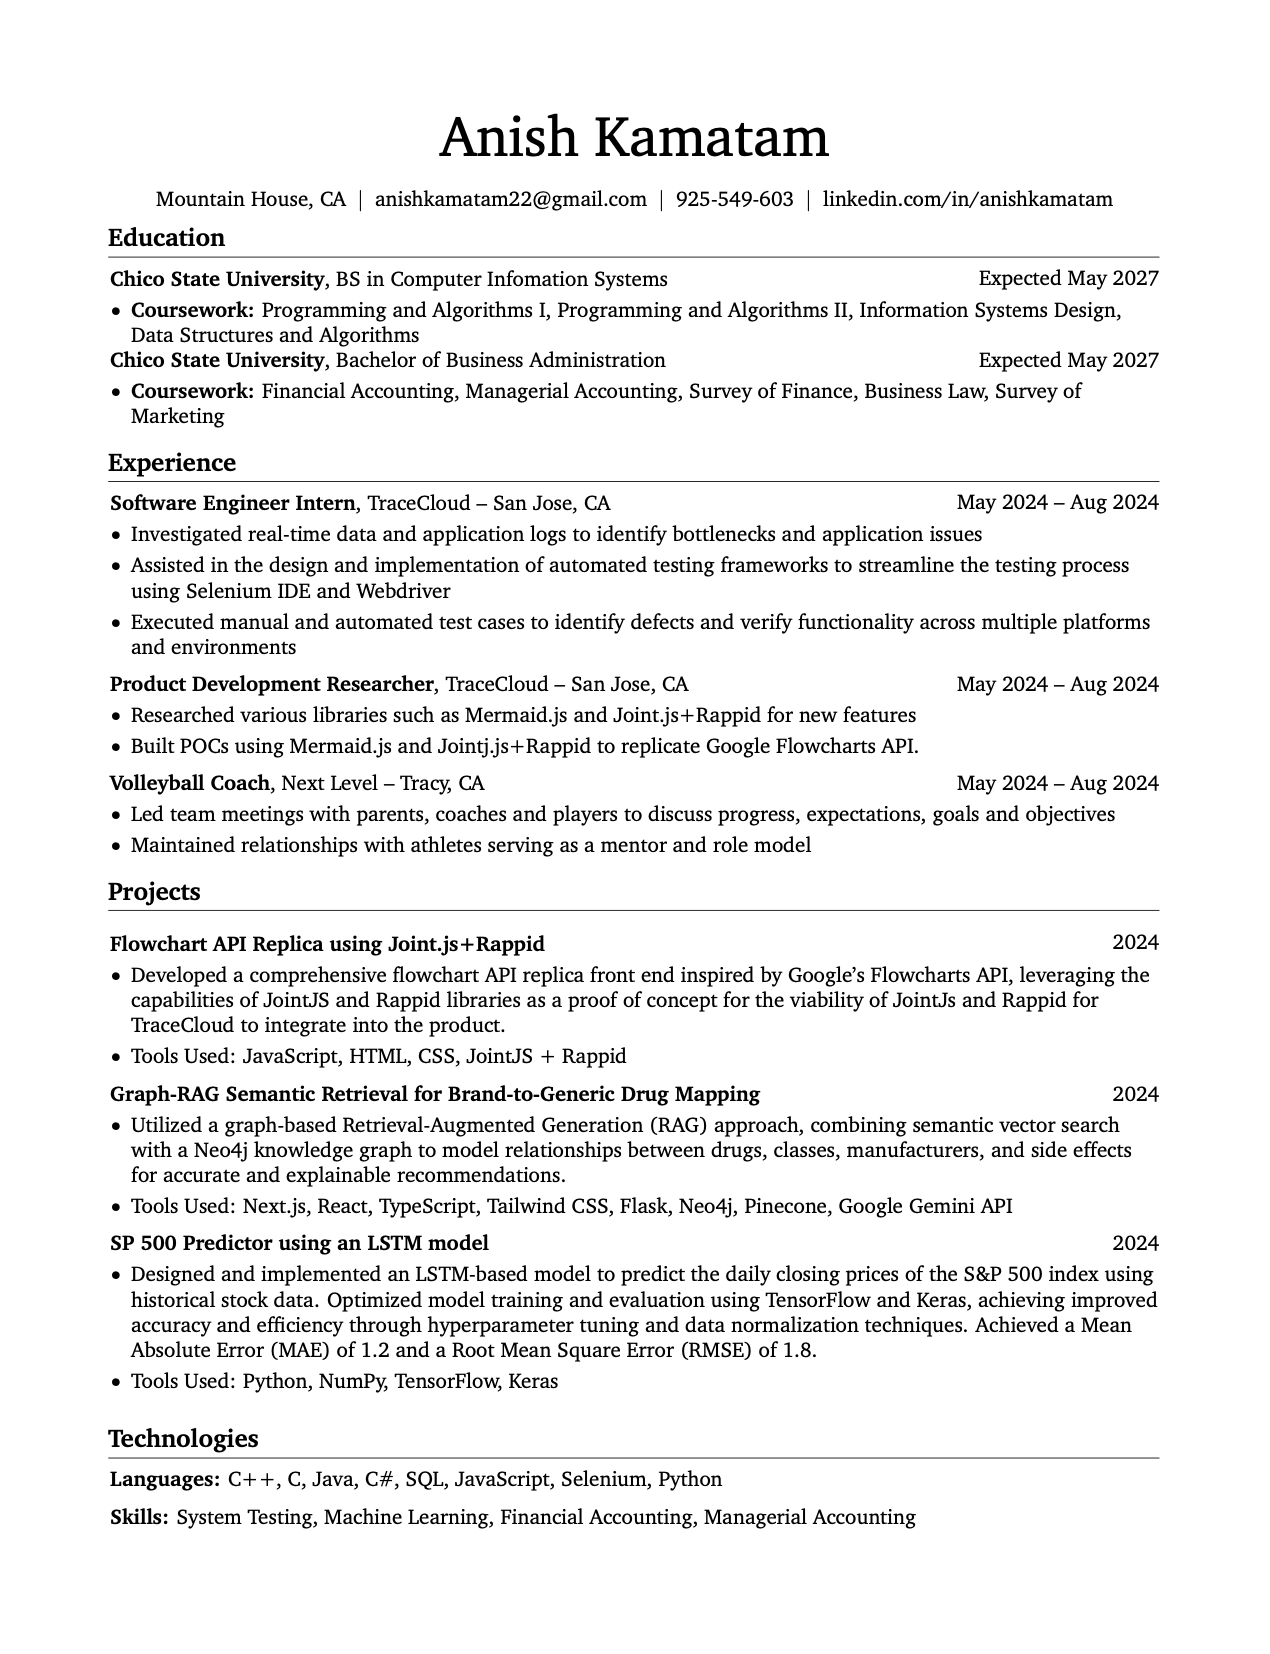 Anish Kamatam
Mountain House, CA | anishkamatam22@gmail.com | 925-549-603 | linkedin.com/in/anishkamatam
Education
Chico State University, BS in Computer Infomation Systems Expected May 2027
• Coursework: Programming and Algorithms I, Programming and Algorithms II, Information Systems Design,
Data Structures and Algorithms
Chico State University, Bachelor of Business Administration Expected May 2027
• Coursework: Financial Accounting, Managerial Accounting, Survey of Finance, Business Law, Survey of
Marketing
Experience
Software Engineer Intern, TraceCloud – San Jose, CA May 2024 – Aug 2024
• Investigated real-time data and application logs to identify bottlenecks and application issues
• Assisted in the design and implementation of automated testing frameworks to streamline the testing process
using Selenium IDE and Webdriver
• Executed manual and automated test cases to identify defects and verify functionality across multiple platforms
and environments
Product Development Researcher, TraceCloud – San Jose, CA May 2024 – Aug 2024
• Researched various libraries such as Mermaid.js and Joint.js+Rappid for new features
• Built POCs using Mermaid.js and Jointj.js+Rappid to replicate Google Flowcharts API.
Volleyball Coach, Next Level – Tracy, CA May 2024 – Aug 2024
• Led team meetings with parents, coaches and players to discuss progress, expectations, goals and objectives
• Maintained relationships with athletes serving as a mentor and role model
Projects
Flowchart API Replica using Joint.js+Rappid 2024
• Developed a comprehensive flowchart API replica front end inspired by Google’s Flowcharts API, leveraging the
capabilities of JointJS and Rappid libraries as a proof of concept for the viability of JointJs and Rappid for
TraceCloud to integrate into the product.
• Tools Used: JavaScript, HTML, CSS, JointJS + Rappid
Graph-RAG Semantic Retrieval for Brand-to-Generic Drug Mapping 2024
• Utilized a graph-based Retrieval-Augmented Generation (RAG) approach, combining semantic vector search
with a Neo4j knowledge graph to model relationships between drugs, classes, manufacturers, and side effects
for accurate and explainable recommendations.
• Tools Used: Next.js, React, TypeScript, Tailwind CSS, Flask, Neo4j, Pinecone, Google Gemini API
SP 500 Predictor using an LSTM model 2024
• Designed and implemented an LSTM-based model to predict the daily closing prices of the S&P 500 index using
historical stock data. Optimized model training and evaluation using TensorFlow and Keras, achieving improved
accuracy and efficiency through hyperparameter tuning and data normalization techniques. Achieved a Mean
Absolute Error (MAE) of 1.2 and a Root Mean Square Error (RMSE) of 1.8.
• Tools Used: Python, NumPy, TensorFlow, Keras
Technologies
Languages: C++, C, Java, C#, SQL, JavaScript, Selenium, Python
Skills: System Testing, Machine Learning, Financial Accounting, Managerial Accounting